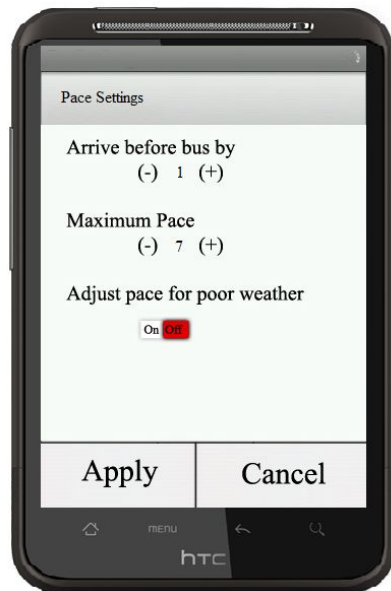 Pace Settings
Arrive before bus by
(-) 1 (+)
Maximum Pace
(-) 7 (+)
Adjust pace for poor weather
On Off
Apply Cancel
MENU
hTC